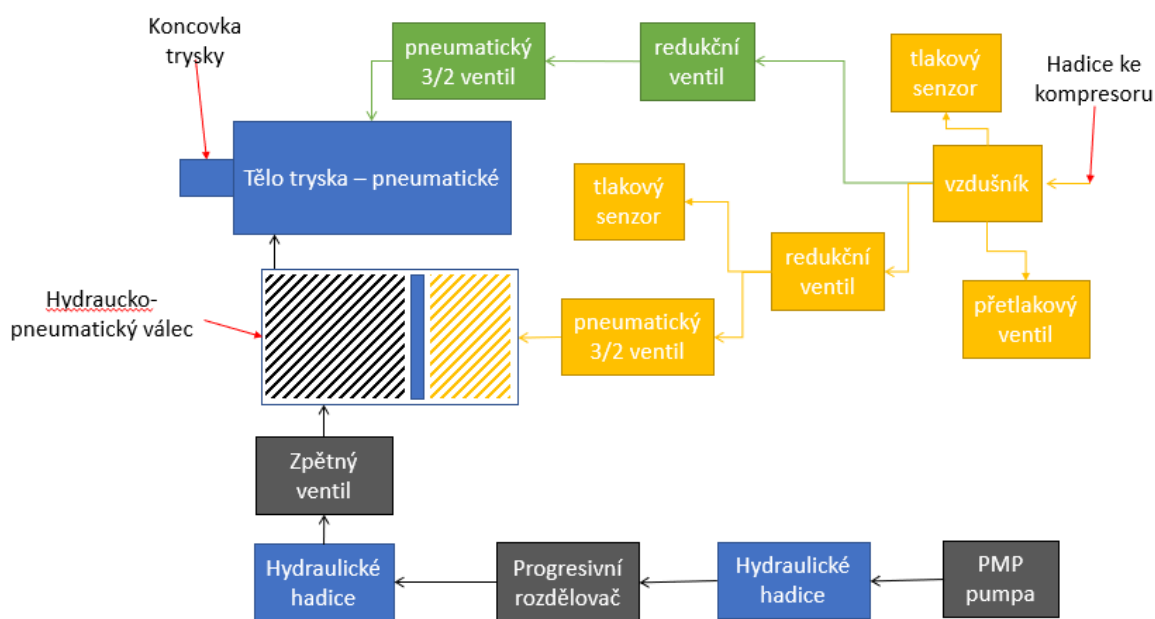 Koncovka
trysky
pneumatický
3/2 ventil
redukční
ventil
tlakový
senzor
Hadice ke
kompresoru
Tělo tryska – pneumatické
tlakový
senzor
vzdušník
redukční
ventil
Hydraucko-
pneumatický válec
pneumatický
3/2 ventil
přetlakový
ventil
Zpětný
ventil
Hydraulické
hadice
Progresivní
rozdělovač
Hydraulické
hadice
PMP
pumpa